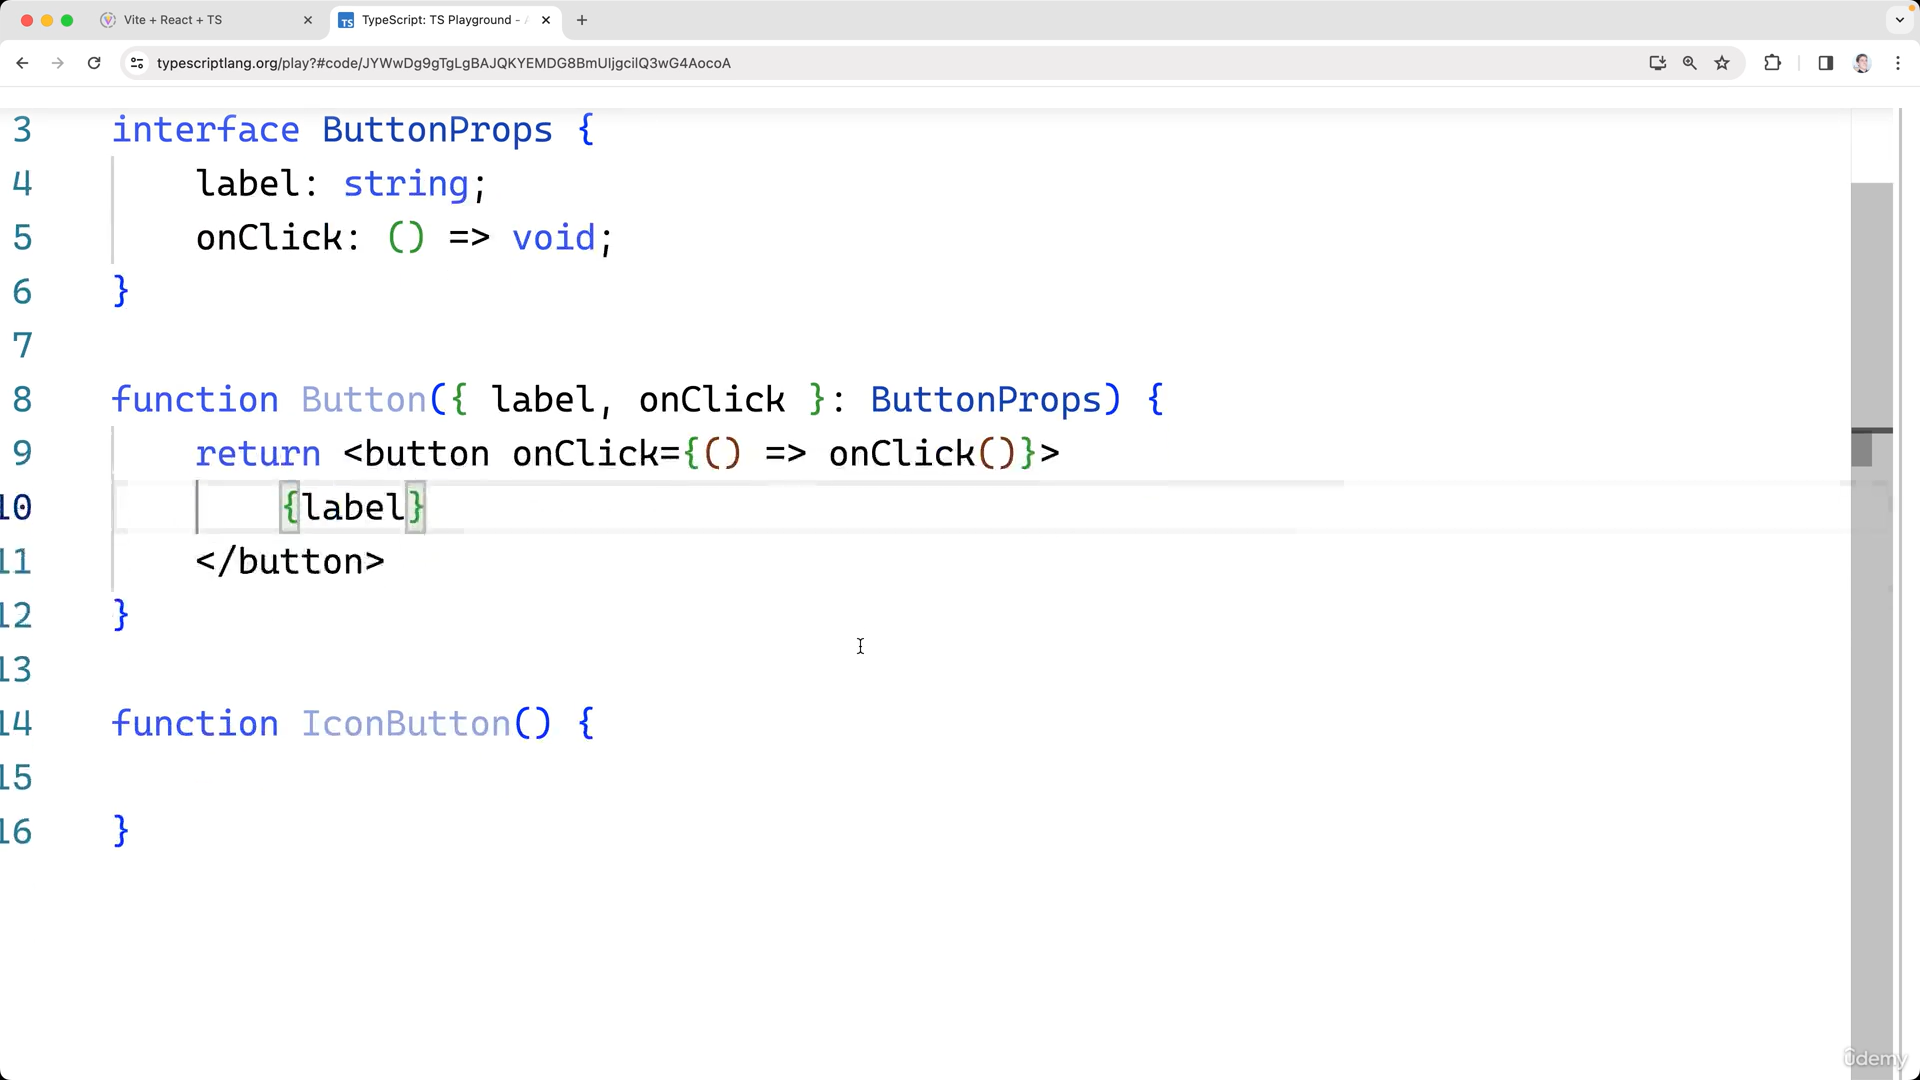 Vite + React + TS
TypeScript: TS Playground -
typescriptlang.org/play?#code/JYWwDg9gTgLgBAJQKYEMDG8BmUIjgcilQ3wG4AocoA
3 interface ButtonProps {
4 label: string;
5 onClick: () => void;
6 }
7
8 function Button({ label, onClick }: ButtonProps) {
9 return <button onClick={() => onClick()}>
10 {label}
11 </button>
12 }
13
14 function IconButton() {
15
16 }
ûdemy